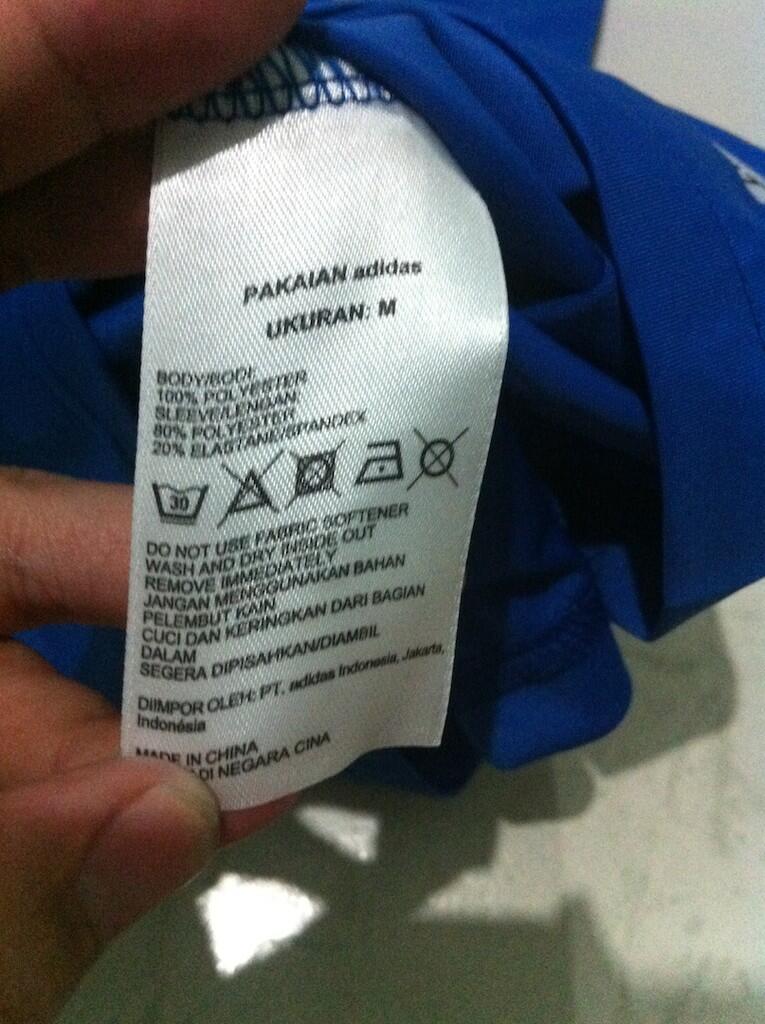 PAKAIAN adidas
UKURAN: M
BODY/BODI:
100% POLYESTER
SLEEVE/LENGAN:
80% POLYESTER
20% ELASTANE/SPANDEX
30
DO NOT USE FABRIC SOFTENER
WASH AND DRY INSIDE OUT
REMOVE IMMEDIATELY
JANGAN MENGGUNAKAN BAHAN
PELEMBUT KAIN
CUCI DAN KERINGKAN DARI BAGIAN
DALAM
SEGERA DIPISAHKAN/DIAMBIL
DIIMPOR OLEH: PT. adidas Indonesia, Jakarta,
Indonésia
MADE IN CHINA
DI NEGARA CINA